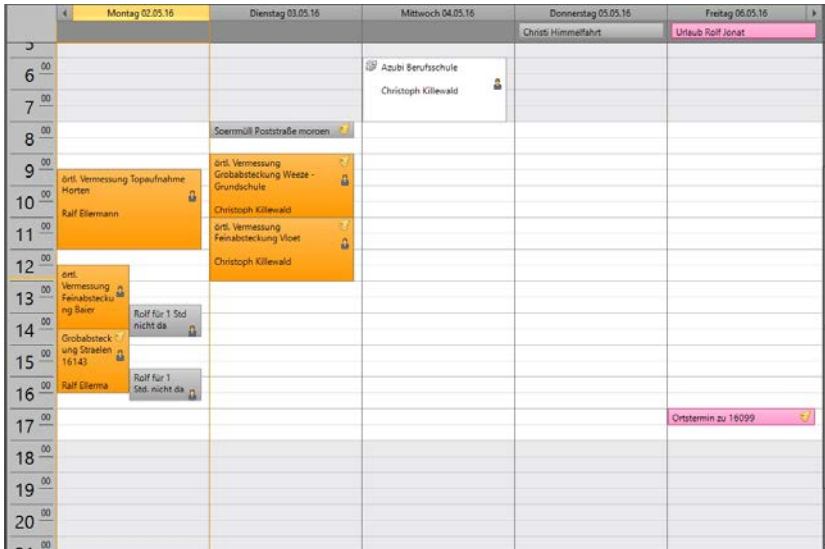 Montag 02.05.16
Dienstag 03.05.16
Mittwoch 04.05.16
Donnerstag 05.05.16
Freitag 06.05.16
Christi Himmelfahrt
Urlaub Rolf Jonat
6 00
7 00
8 00
9 00
10 00
11 00
12 00
13 00
14 00
15 00
16 00
17 00
18 00
19 00
20 00
örtl. Vermessung Topaufnahme
Horten
Ralf Ellermann
örtl.
Vermessung
Feinabstecku
ng Baier
Rolf für 1 Std
nicht da
Grobabsteck
ung Straelen
16143
Ralf Ellerma
Rolf für 1
Std. nicht da
Sperrmüll Poststraße morgen
örtl. Vermessung
Grobabsteckung Weeze -
Grundschule
Christoph Killewald
örtl. Vermessung
Feinabsteckung Vloet
Christoph Killewald
Azubi Berufsschule
Christoph Killewald
Ortstermin zu 16099